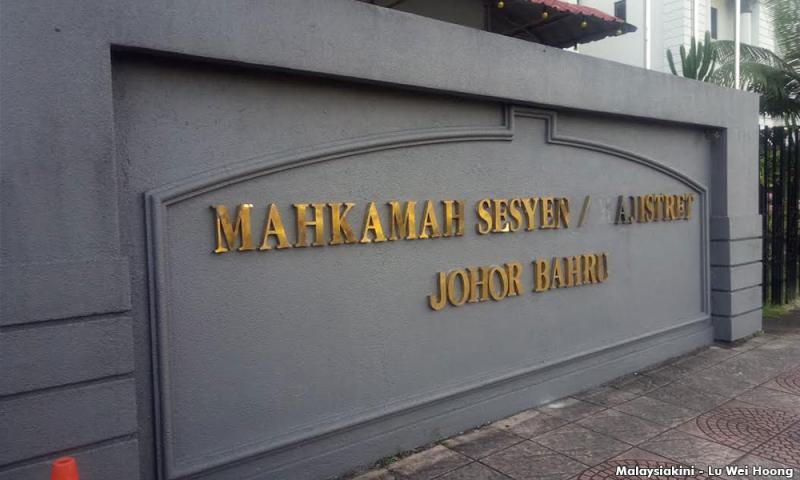 MAHKAMAH SESYEN / AJISTRET
JOHOR BAHRU
Malaysiakini - Lu Wei Hoong